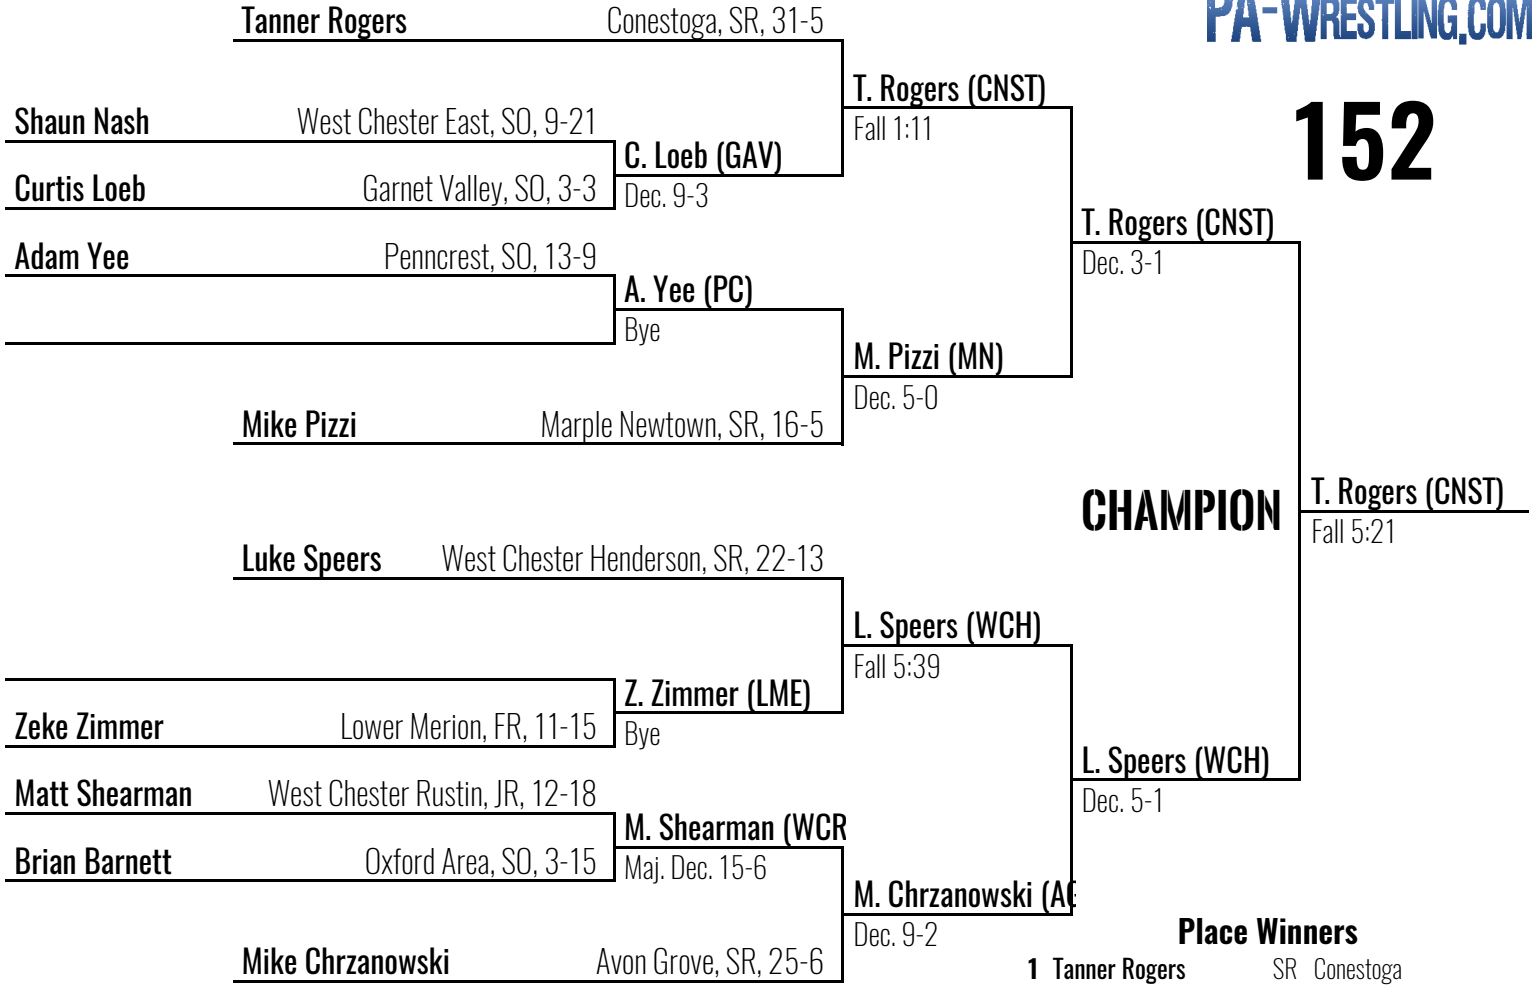 Tanner Rogers Conestoga, SR, 31-5
PA-WRESTLING.COM
T. Rogers (CNST)
Fall 1:11
152
Shaun Nash West Chester East, SO, 9-21
C. Loeb (GAV)
Dec. 9-3
Curtis Loeb Garnet Valley, SO, 3-3
T. Rogers (CNST)
Dec. 3-1
Adam Yee Penncrest, SO, 13-9
A. Yee (PC)
Bye
M. Pizzi (MN)
Dec. 5-0
Mike Pizzi Marple Newtown, SR, 16-5
CHAMPION
T. Rogers (CNST)
Fall 5:21
Luke Speers West Chester Henderson, SR, 22-13
L. Speers (WCH)
Fall 5:39
Z. Zimmer (LME)
Bye
Zeke Zimmer Lower Merion, FR, 11-15
L. Speers (WCH)
Dec. 5-1
Matt Shearman West Chester Rustin, JR, 12-18
M. Shearman (WCR
Maj. Dec. 15-6
Brian Barnett Oxford Area, SO, 3-15
M. Chrzanowski (AG
Dec. 9-2
Mike Chrzanowski Avon Grove, SR, 25-6
Place Winners
1 Tanner Rogers SR Conestoga